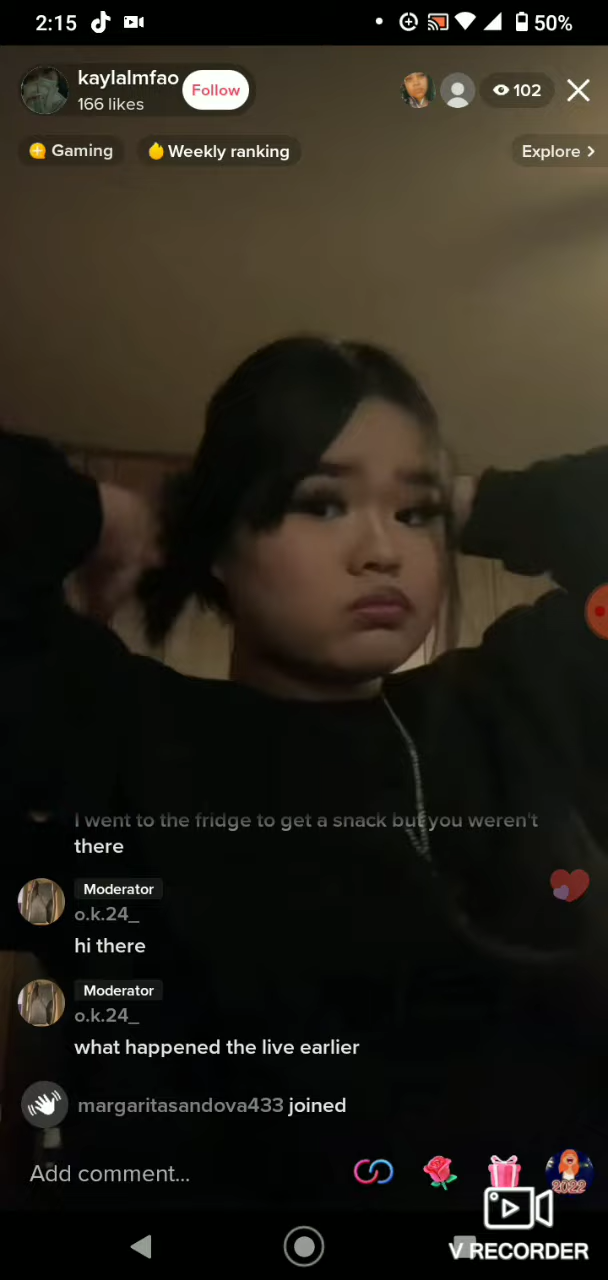 2:15
50%
kaylalmfao
166 likes
Follow
102
Gaming
Weekly ranking
Explore >
I went to the fridge to get a snack but you weren't
there
Moderator
o.k.24_
hi there
Moderator
o.k.24_
what happened the live earlier
margaritasandova433 joined
Add comment...
2022
V RECORDER